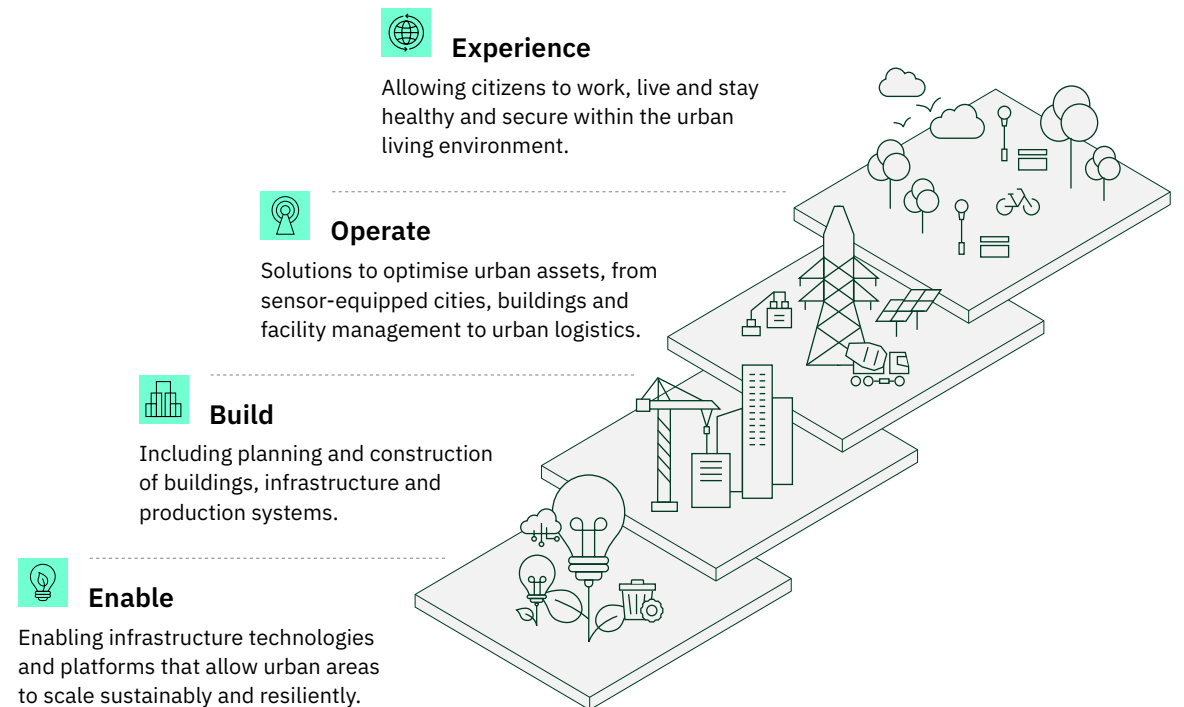 Experience
Allowing citizens to work, live and stay
healthy and secure within the urban
living environment.
Operate
Solutions to optimise urban assets, from
sensor-equipped cities, buildings and
facility management to urban logistics.
Build
Including planning and construction
of buildings, infrastructure and
production systems.
Enable
Enabling infrastructure technologies
and platforms that allow urban areas
to scale sustainably and resiliently.